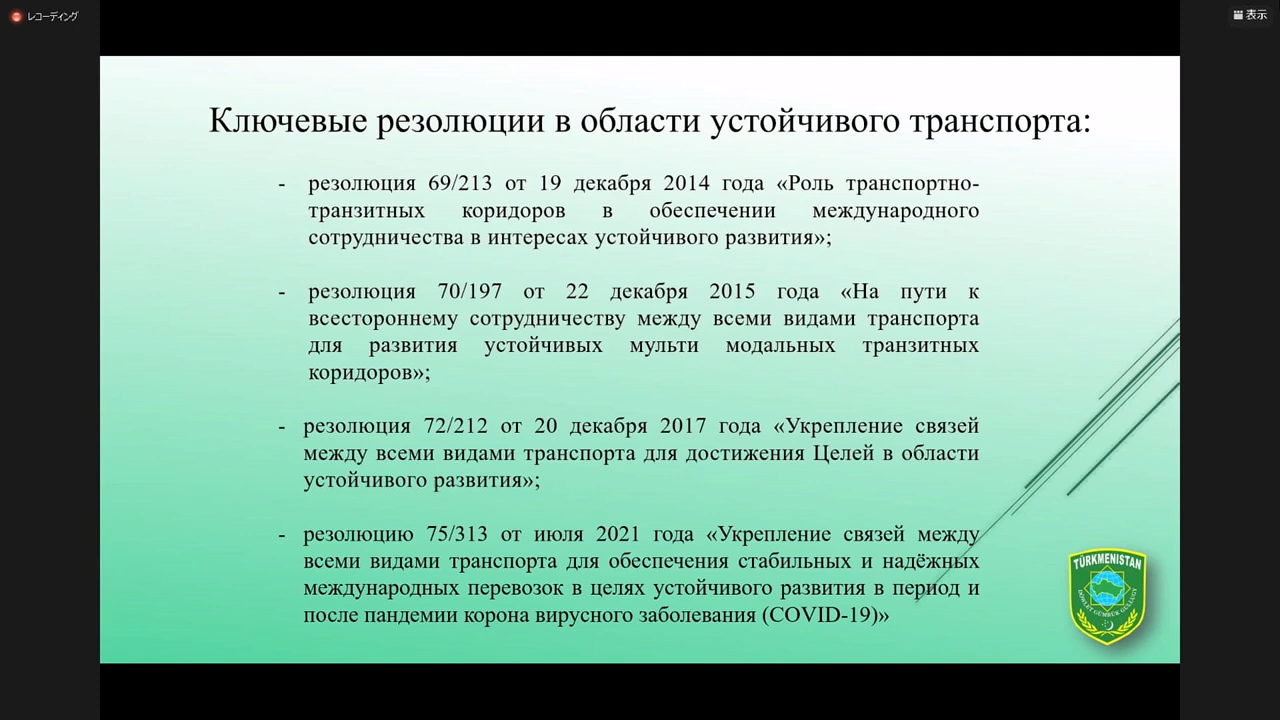 レコーディング
表示
Ключевые резолюции в области устойчивого транспорта:
- резолюция 69/213 от 19 декабря 2014 года «Роль транспортно-
транзитных коридоров в обеспечении международного
сотрудничества в интересах устойчивого развития»;
- резолюция 70/197 от 22 декабря 2015 года «На пути к
всестороннему сотрудничеству между всеми видами транспорта
для развития устойчивых мульти модальных транзитных
коридоров»;
- резолюция 72/212 от 20 декабря 2017 года «Укрепление связей
между всеми видами транспорта для достижения Целей в области
устойчивого развития»;
- резолюцию 75/313 от июля 2021 года «Укрепление связей между
всеми видами транспорта для обеспечения стабильных и надёжных
международных перевозок в целях устойчивого развития в период и
после пандемии корона вирусного заболевания (COVID-19)»
TÜRKMENISTAN
DÖWLET GÜMRÜK GULLUGY